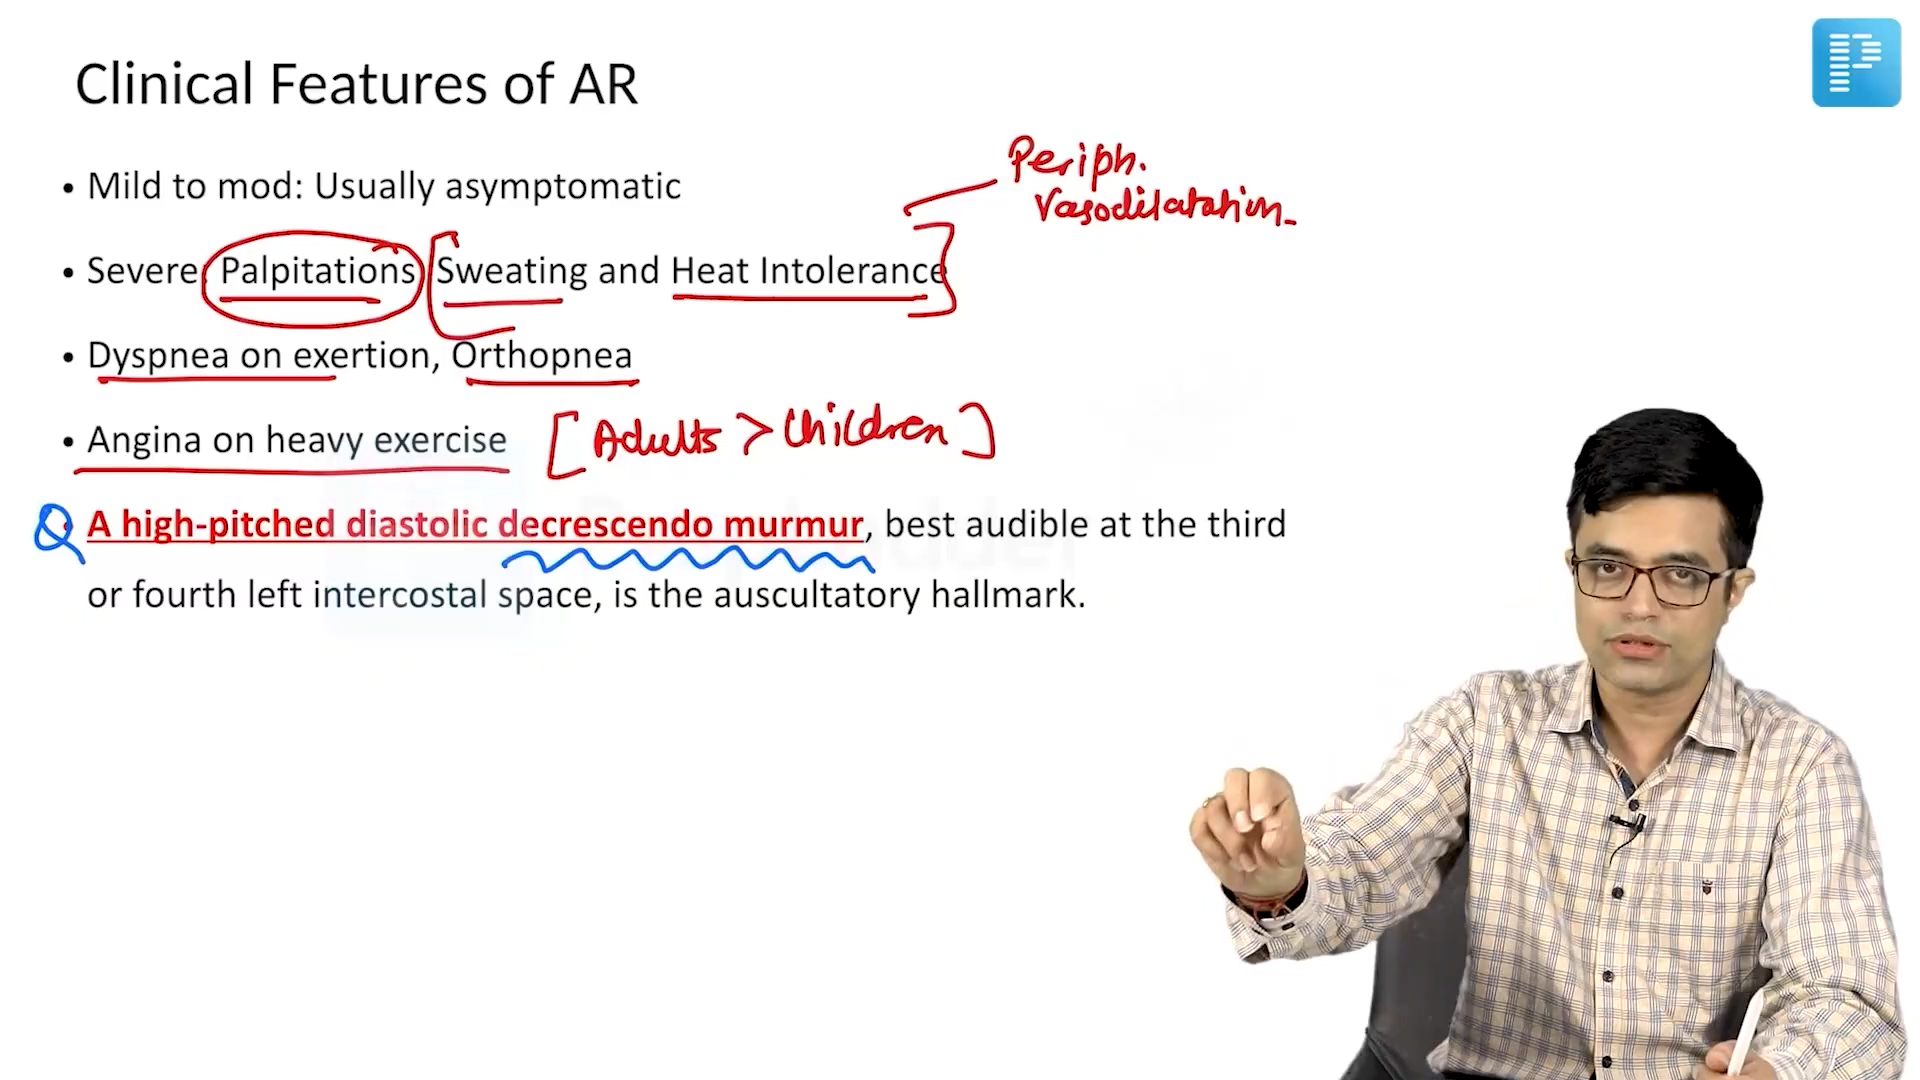 Clinical Features of AR
Periph.
Vasodilatation
• Mild to mod: Usually asymptomatic
• Severe: Palpitations, Sweating and Heat Intolerance
• Dyspnea on exertion, Orthopnea
• Angina on heavy exercise [Adults > Children]
Q • A high-pitched diastolic decrescendo murmur, best audible at the third
or fourth left intercostal space, is the auscultatory hallmark.